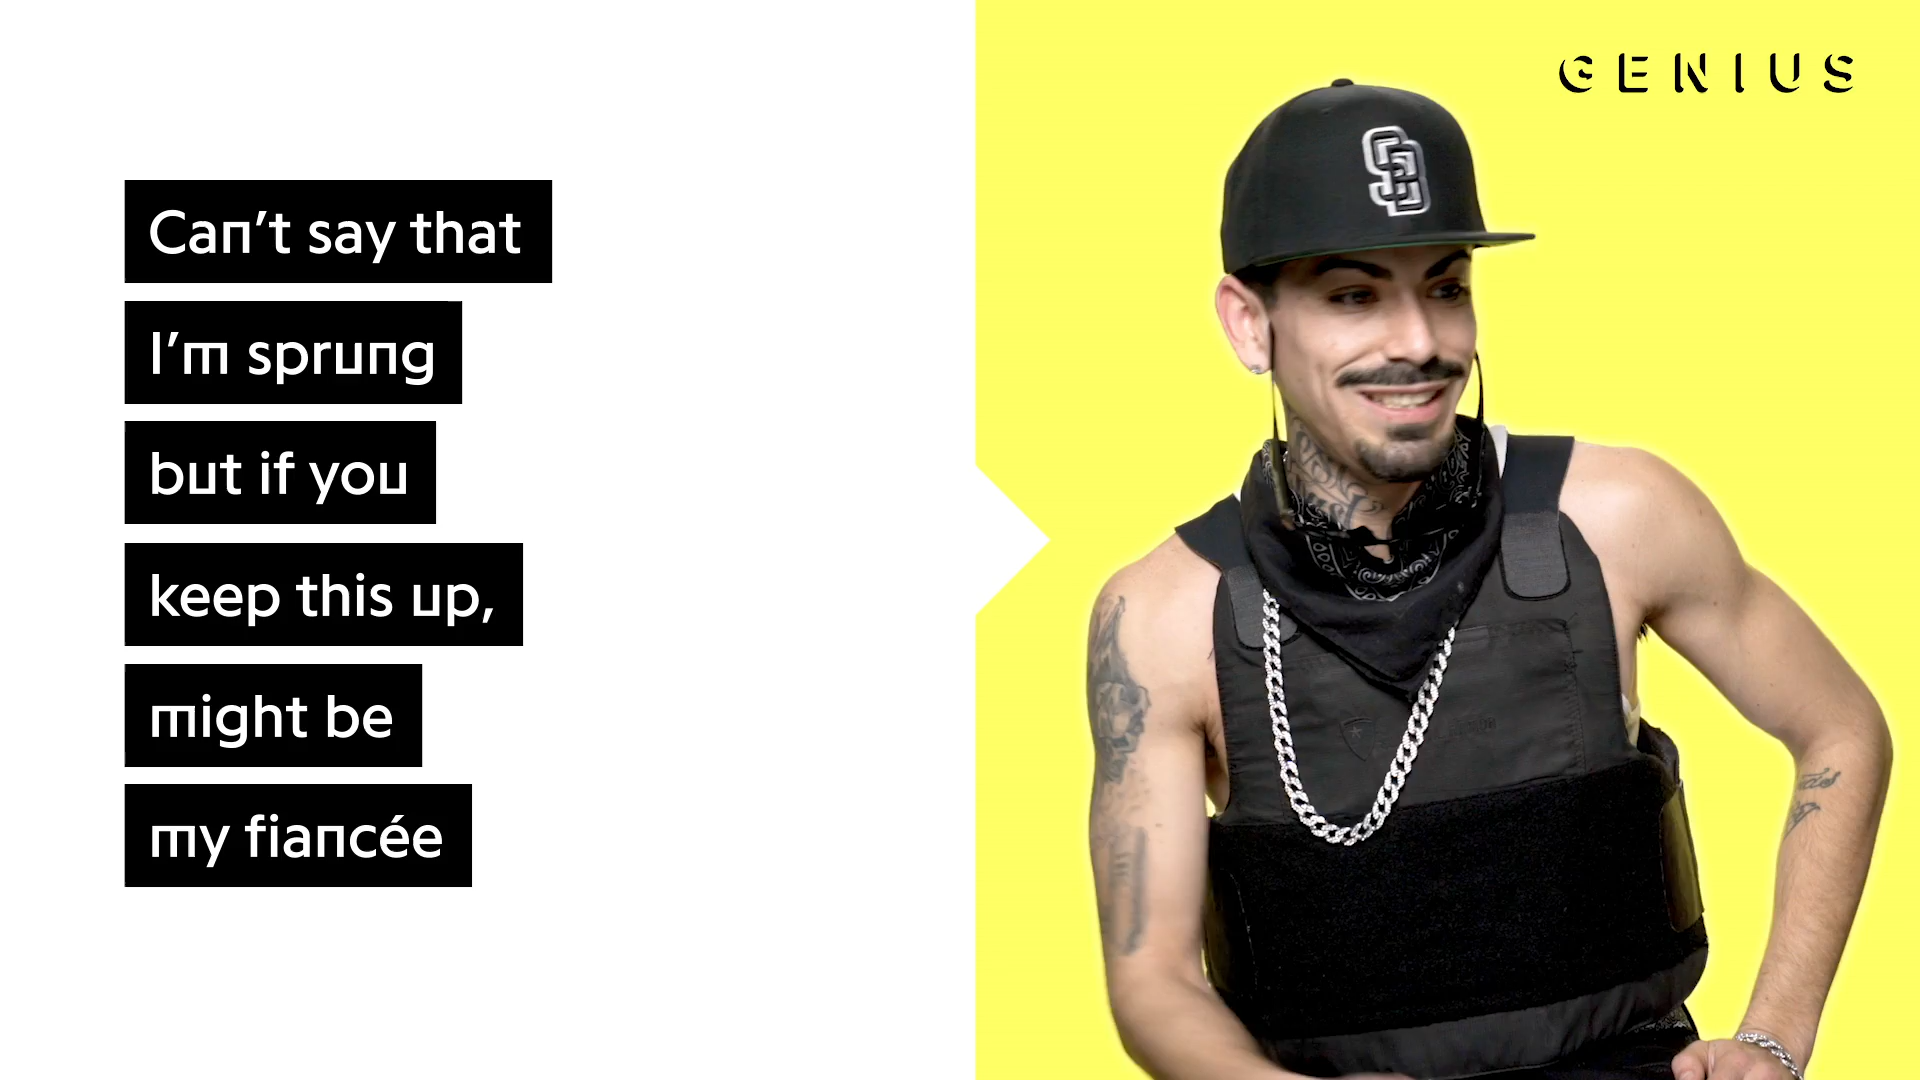 GENIUS
Can't say that
I'm sprung
but if you
keep this up,
might be
my fiancée